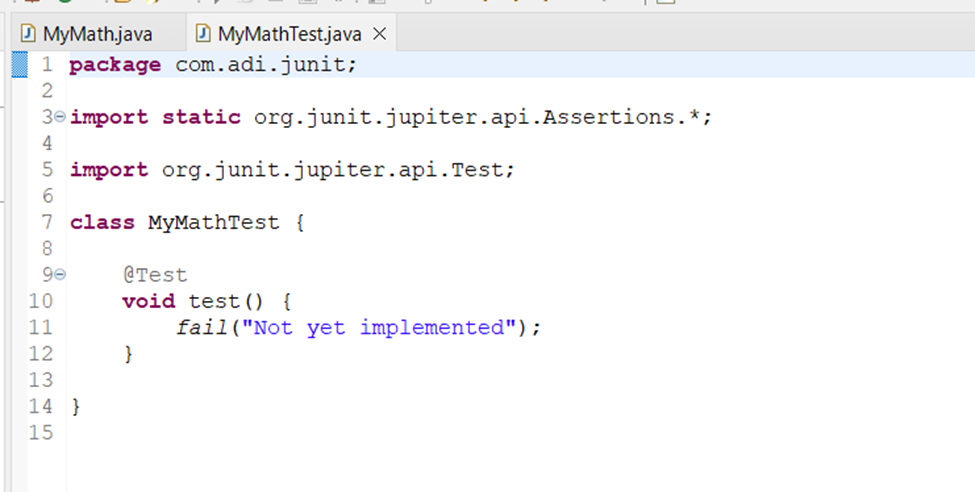 MyMath.java MyMathTest.java
1 package com.adi.junit;
2
3 import static org.junit.jupiter.api.Assertions.*;
4
5 import org.junit.jupiter.api.Test;
6
7 class MyMathTest {
8
9 @Test
10 void test() {
11 fail("Not yet implemented");
12 }
13
14 }
15